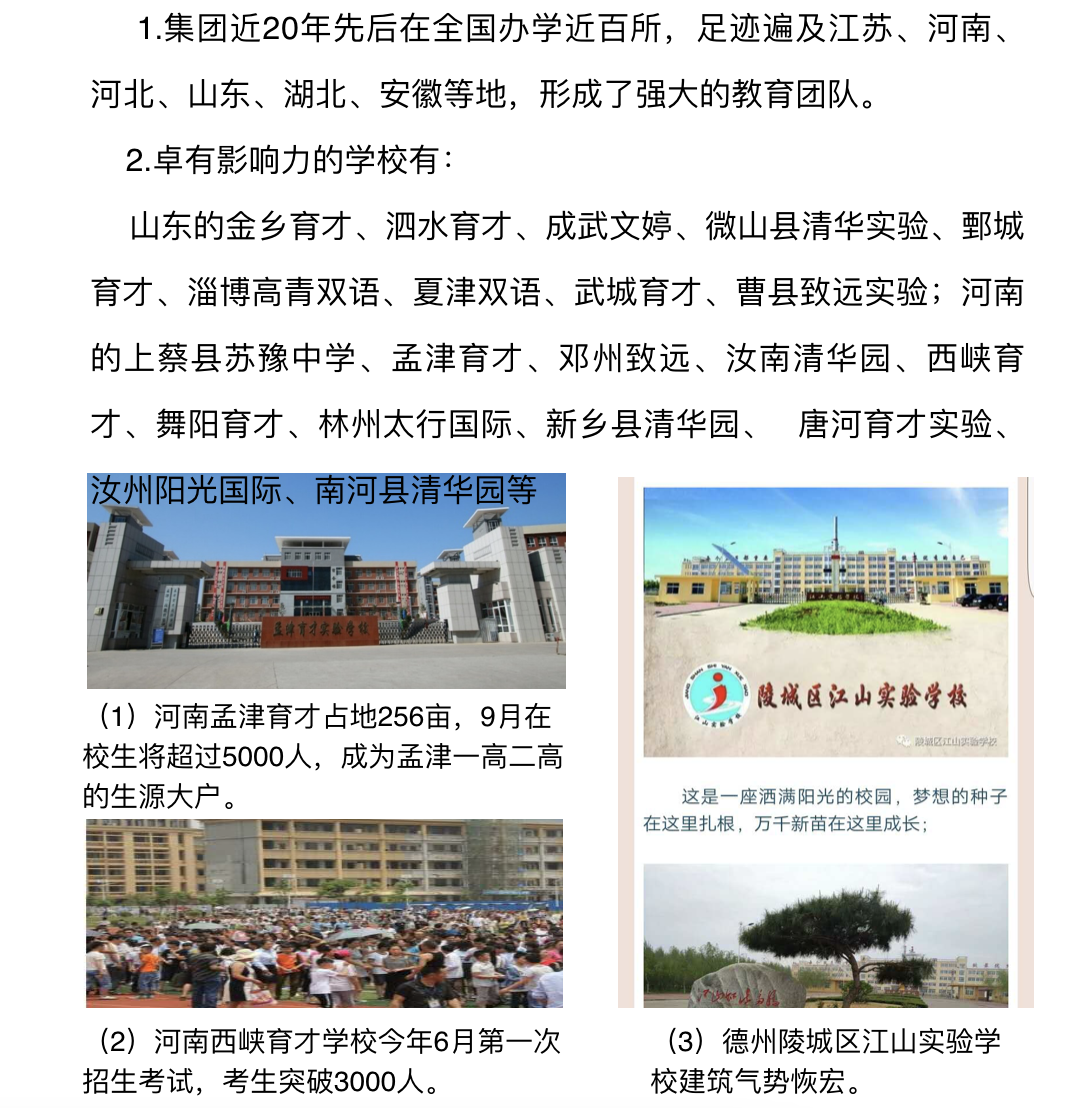 1.集团近20年先后在全国办学近百所，足迹遍及江苏、河南、
河北、山东、湖北、安徽等地，形成了强大的教育团队。
2.卓有影响力的学校有：
山东的金乡育才、泗水育才、成武文婷、微山县清华实验、鄄城
育才、淄博高青双语、夏津双语、武城育才、曹县致远实验；河南
的上蔡县苏豫中学、孟津育才、邓州致远、汝南清华园、西峡育
才、舞阳育才、林州太行国际、新乡县清华园、 唐河育才实验、
汝州阳光国际、南河县清华园等
孟津育才实验学校
（1）河南孟津育才占地256亩，9月在
校生将超过5000人，成为孟津一高二高
的生源大户。
（2）河南西峡育才学校今年6月第一次
招生考试，考生突破3000人。
JIANG SHAN SHI YAN XUE XIAO
江山实验学校
陵城区江山实验学校
陵城区江山实验学校
这是一座洒满阳光的校园，梦想的种子
在这里扎根，万千新苗在这里成长；
（3）德州陵城区江山实验学
校建筑气势恢宏。